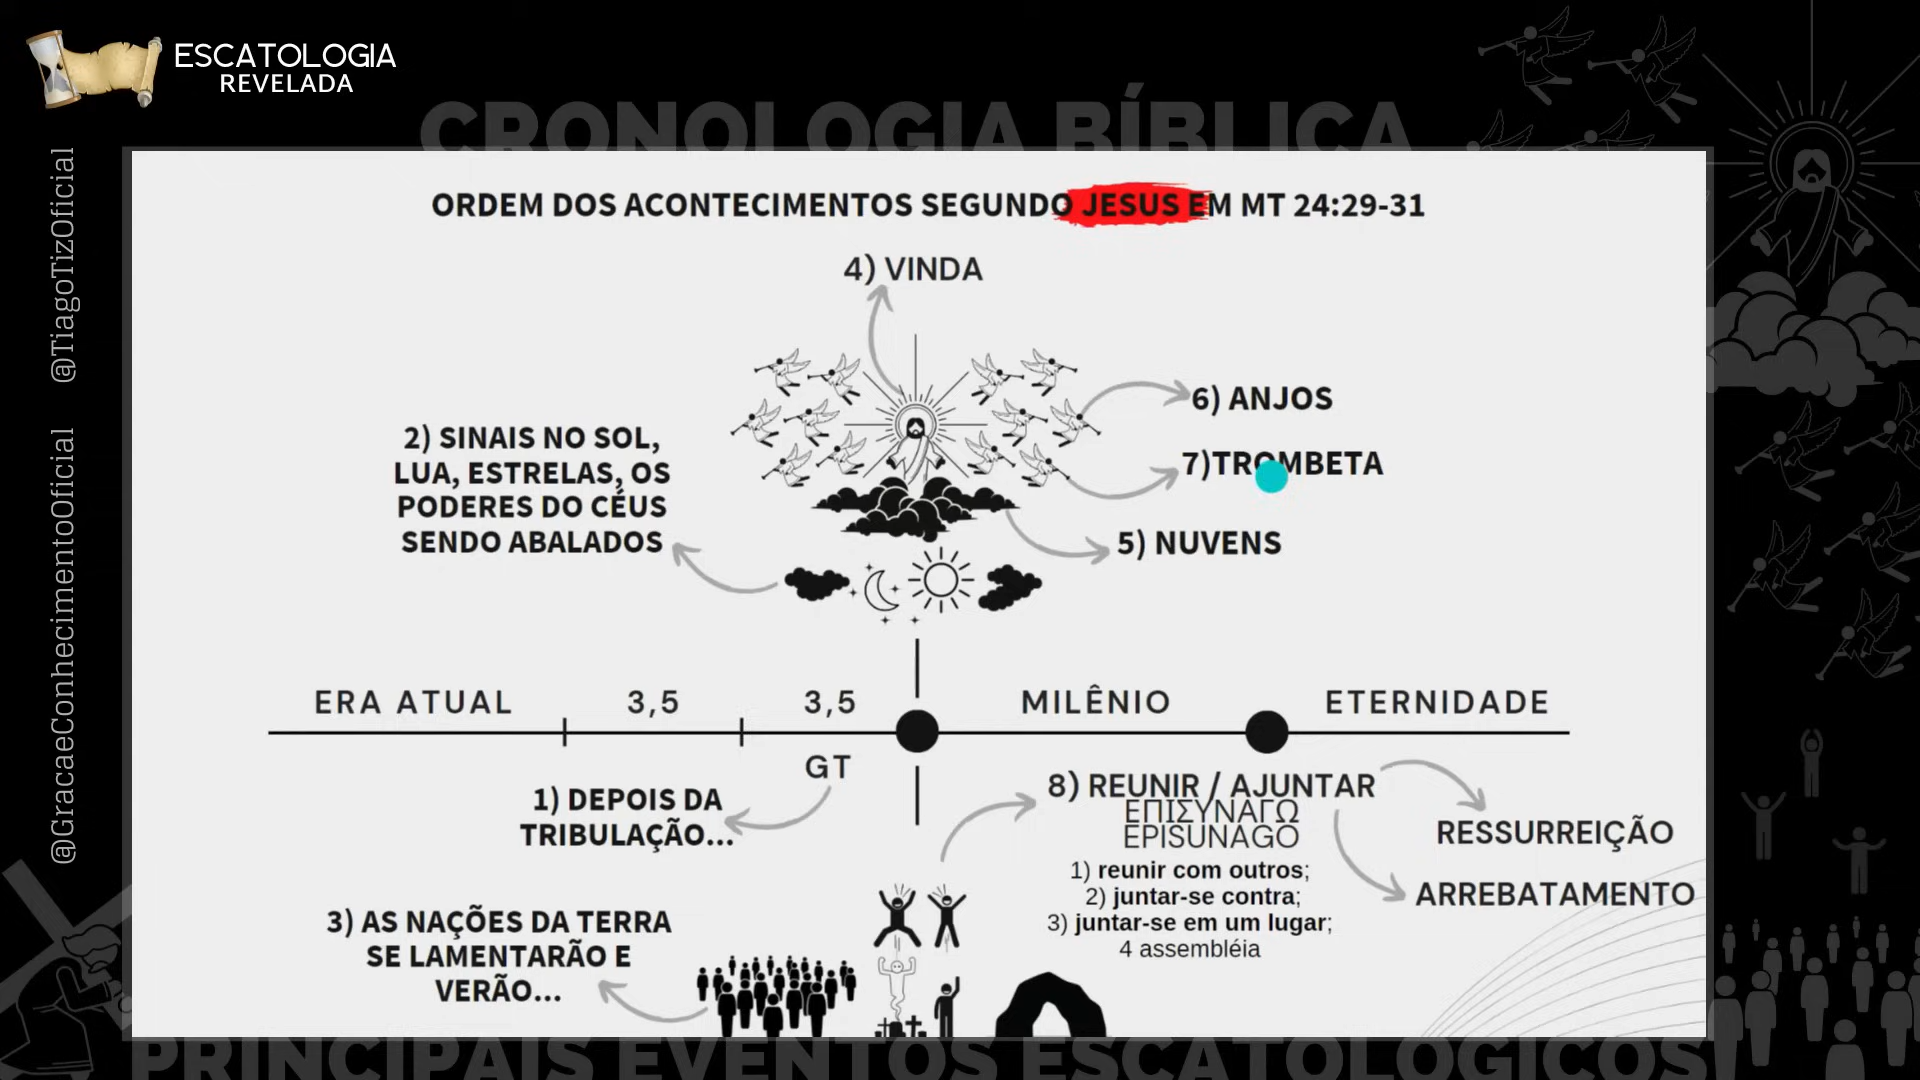 ESCATOLOGIA
REVELADA
@TiagoTizOficial
@GracaeConhecimentoOficial
CRONOLOGIA BÍBLICA
ORDEM DOS ACONTECIMENTOS SEGUNDO JESUS EM MT 24:29-31
4) VINDA
6) ANJOS
7)TROMBETA
5) NUVENS
2) SINAIS NO SOL,
LUA, ESTRELAS, OS
PODERES DO CÉUS
SENDO ABALADOS
ERA ATUAL
3,5
3,5
MILÊNIO
ETERNIDADE
GT
1) DEPOIS DA
TRIBULAÇÃO...
8) REUNIR / AJUNTAR
ΕΠΙΣΥΝΑΓΩ
EPISUNAGO
1) reunir com outros;
2) juntar-se contra;
3) juntar-se em um lugar;
4 assembléia
RESSURREIÇÃO
ARREBATAMENTO
3) AS NAÇÕES DA TERRA
SE LAMENTARÃO E
VERÃO...
PRINCIPAIS EVENTOS ESCATOLÓGICOS